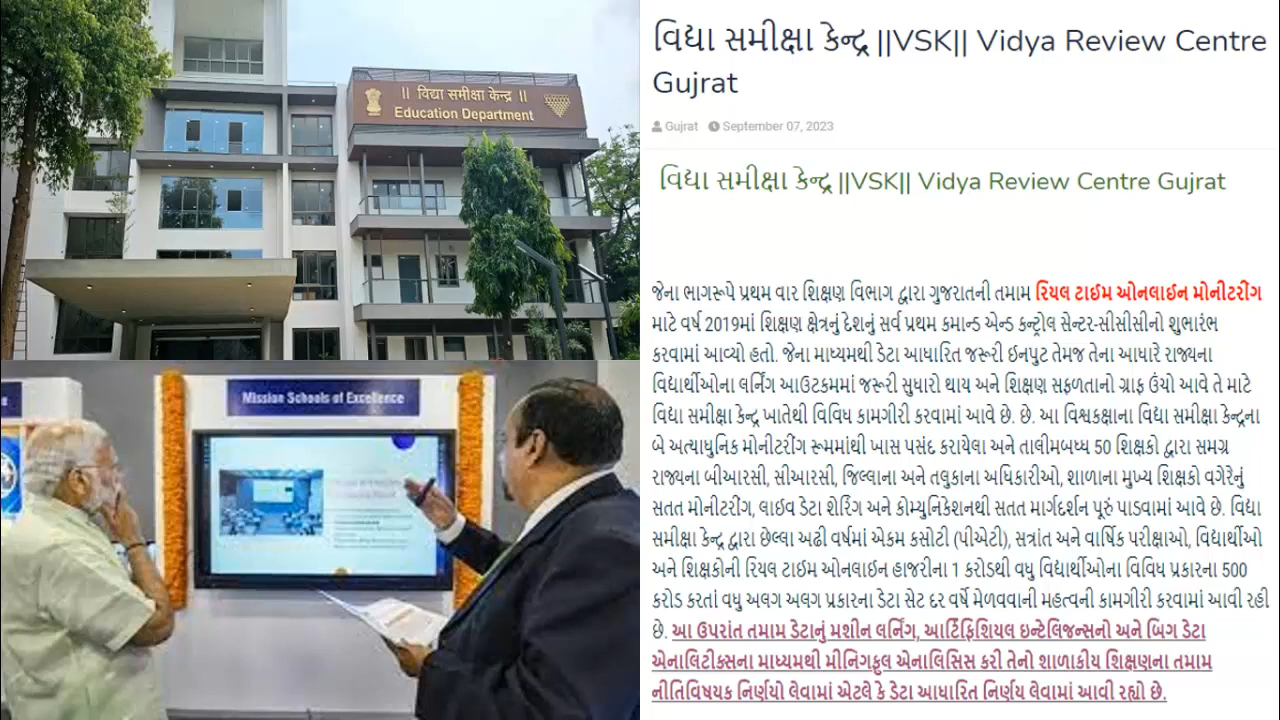 || विद्या समीक्षा केन्द्र ||
Education Department
Mission Schools of Excellence
વિદ્યા સમીક્ષા કેન્દ્ર ||VSK|| Vidya Review Centre
Gujrat
Gujrat September 07, 2023
વિદ્યા સમીક્ષા કેન્દ્ર ||VSK|| Vidya Review Centre Gujrat
જેના ભાગરૂપે પ્રથમ વાર શિક્ષણ વિભાગ દ્વારા ગુજરાતની તમામ રિયલ ટાઈમ ઓનલાઈન મોનીટરીંગ
માટે વર્ષ 2019માં શિક્ષણ ક્ષેત્રનું દેશનું સર્વ પ્રથમ કમાન્ડ એન્ડ કન્ટ્રોલ સેન્ટર-સીસીસીનો શુભારંભ
કરવામાં આવ્યો હતો. જેના માધ્યમથી ડેટા આધારિત જરૂરી ઈનપુટ તેમજ તેના આધારે રાજ્યના
વિદ્યાર્થીઓના લર્નિંગ આઉટકમમાં જરૂરી સુધારો થાય અને શિક્ષણ સફળતાનો ગ્રાફ ઉંચો આવે તે માટે
વિદ્યા સમીક્ષા કેન્દ્ર ખાતેથી વિવિધ કામગીરી કરવામાં આવે છે. છે. આ વિશ્વકક્ષાના વિદ્યા સમીક્ષા કેન્દ્રના
બે અત્યાધુનિક મોનીટરીંગ રૂમમાંથી ખાસ પસંદ કરાયેલા અને તાલીમબધ્ધ 50 શિક્ષકો દ્વારા સમગ્ર
રાજ્યના બીઆરસી, સીઆરસી, જિલ્લાના અને તલુકાના અધિકારીઓ, શાળાના મુખ્ય શિક્ષકો વગેરેનું
સતત મોનીટરીંગ, લાઈવ ડેટા શેરિંગ અને કોમ્યુનિકેશનથી સતત માર્ગદર્શન પૂરું પાડવામાં આવે છે. વિદ્યા
સમીક્ષા કેન્દ્ર દ્વારા છેલ્લા અઢી વર્ષમાં એકમ કસોટી (પીએટી), સત્રાંત અને વાર્ષિક પરીક્ષાઓ, વિદ્યાર્થીઓ
અને શિક્ષકોની રિયલ ટાઈમ ઓનલાઈન હાજરીના 1 કરોડથી વધુ વિદ્યાર્થીઓના વિવિધ પ્રકારના 500
કરોડ કરતાં વધુ અલગ અલગ પ્રકારના ડેટા સેટ દર વર્ષે મેળવવાની મહત્વની કામગીરી કરવામાં આવી રહી
છે. આ ઉપરાંત તમામ ડેટાનું મશીન લર્નિંગ, આર્ટિફિશિયલ ઇન્ટેલિજન્સનો અને બિગ ડેટા
એનાલિટીક્સના માધ્યમથી મીનિગફુલ એનાલિસિસ કરી તેનો શાળાકીય શિક્ષણના તમામ
નીતિવિષયક નિર્ણયો લેવામાં એટલે કે ડેટા આધારિત નિર્ણય લેવામાં આવી રહ્યો છે.